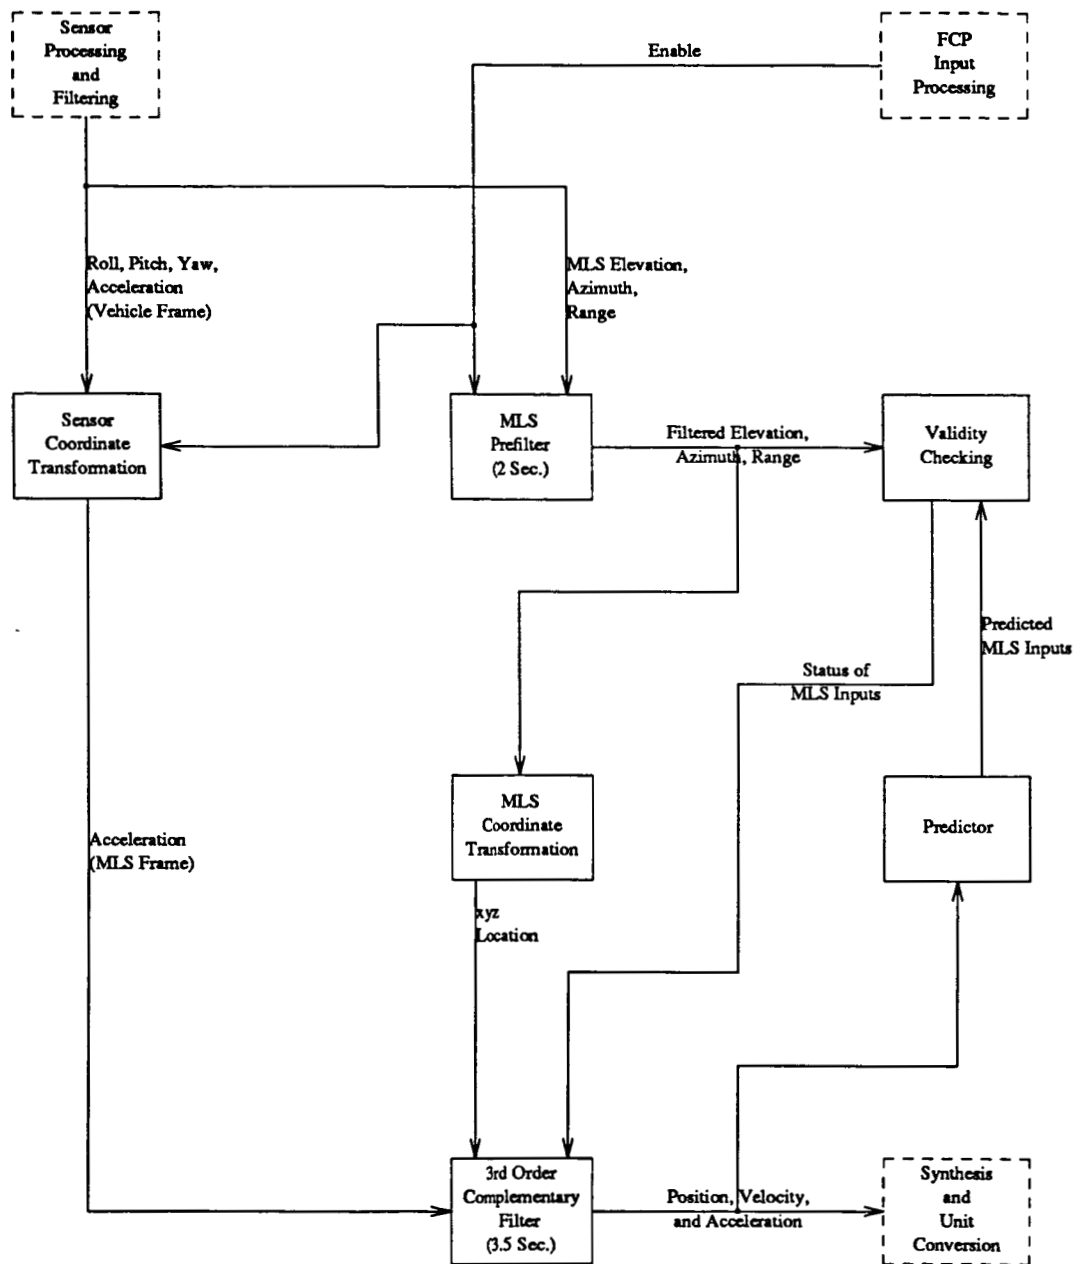 Sensor
Processing
and
Filtering
Enable
FCP
Input
Processing
Roll, Pitch, Yaw,
Acceleration
(Vehicle Frame)
MLS Elevation,
Azimuth,
Range
Sensor
Coordinate
Transformation
MLS
Prefilter
(2 Sec.)
Filtered Elevation,
Azimuth, Range
Validity
Checking
Predicted
MLS Inputs
Status of
MLS Inputs
MLS
Coordinate
Transformation
Predictor
Acceleration
(MLS Frame)
xyz
Location
3rd Order
Complementary
Filter
(3.5 Sec.)
Position, Velocity,
and Acceleration
Synthesis
and
Unit
Conversion